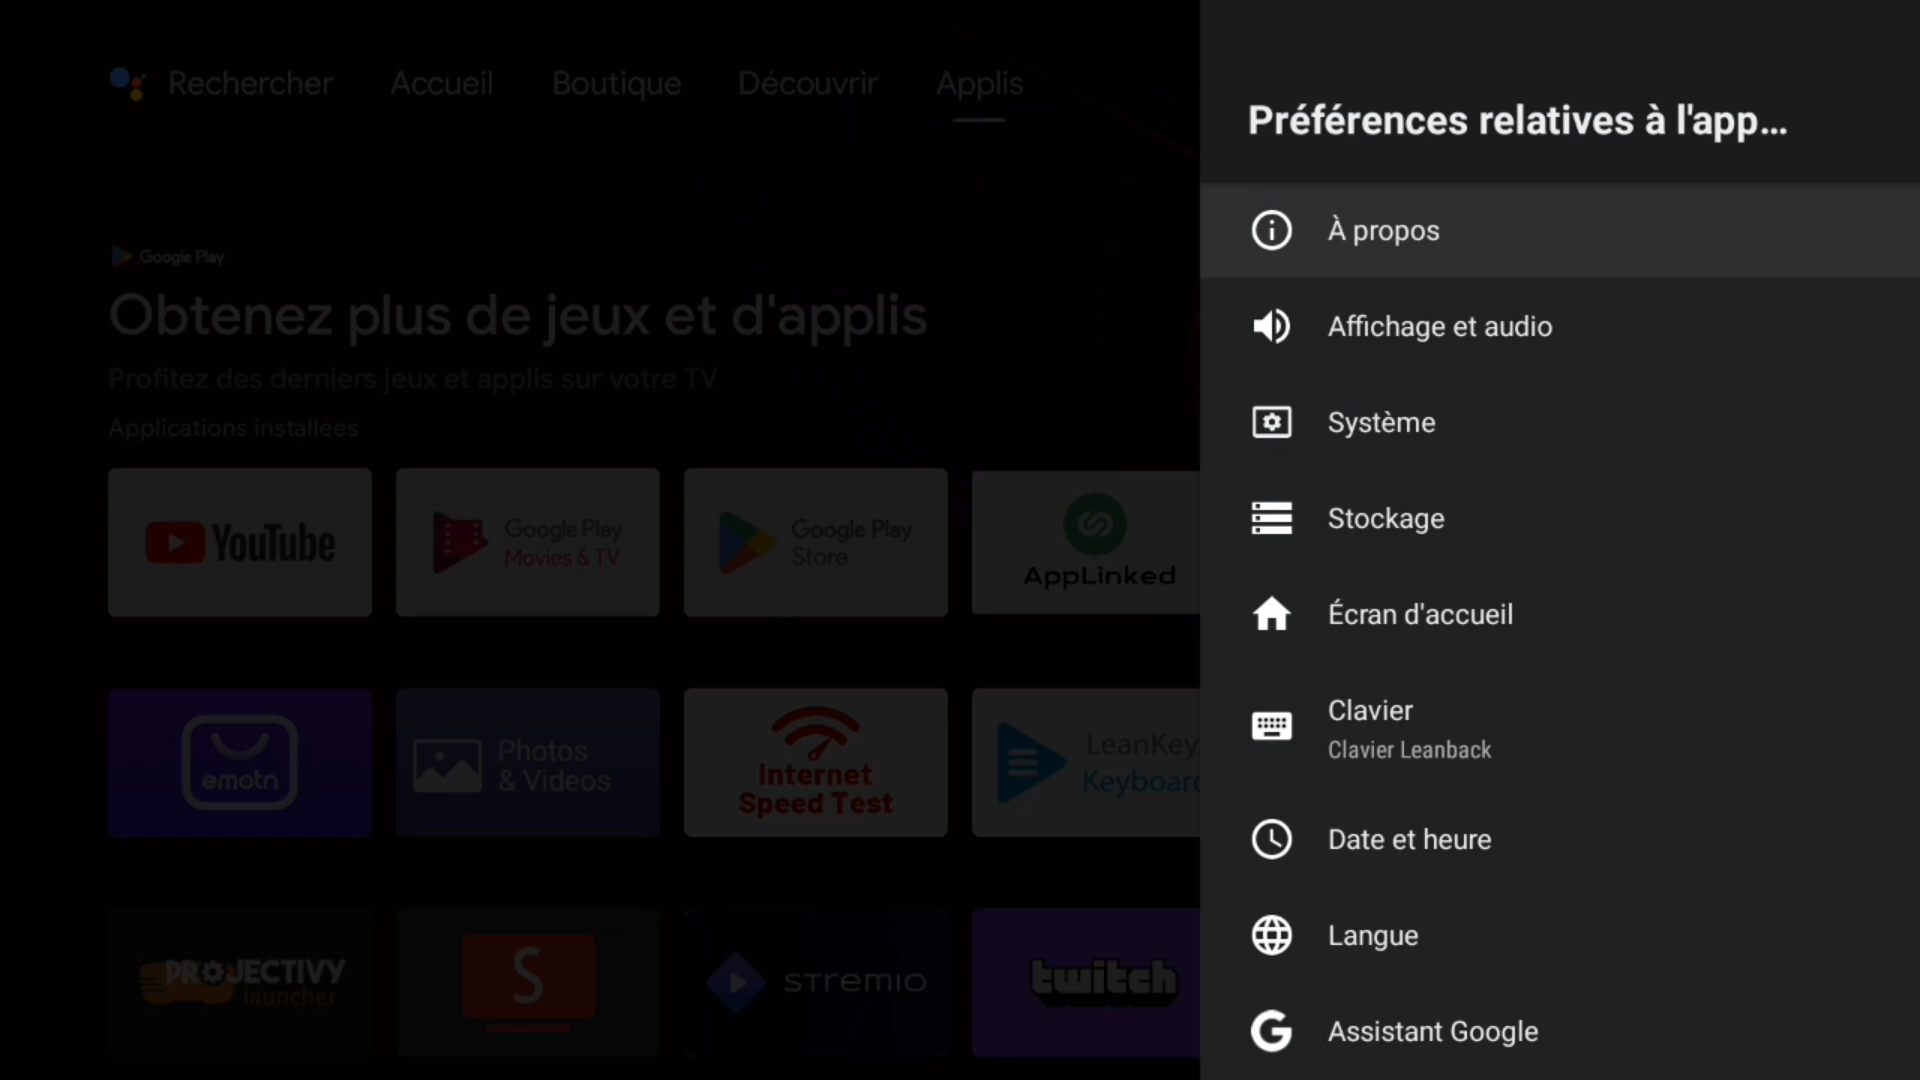 Rechercher
Accueil
Boutique
Découvrir
Applis
Google Play
Obtenez plus de jeux et d'applis
Profitez des derniers jeux et applis sur votre TV
Applications installées
YouTube
Google Play
Movies & TV
Google Play
Store
AppLinked
emotn
Photos
& Videos
Internet
Speed Test
LeanKey
Keyboard
PROJECTIVY
launcher
S
STREMIO
twitch
Préférences relatives à l'app...
À propos
Affichage et audio
Système
Stockage
Écran d'accueil
Clavier
Clavier Leanback
Date et heure
Langue
Assistant Google